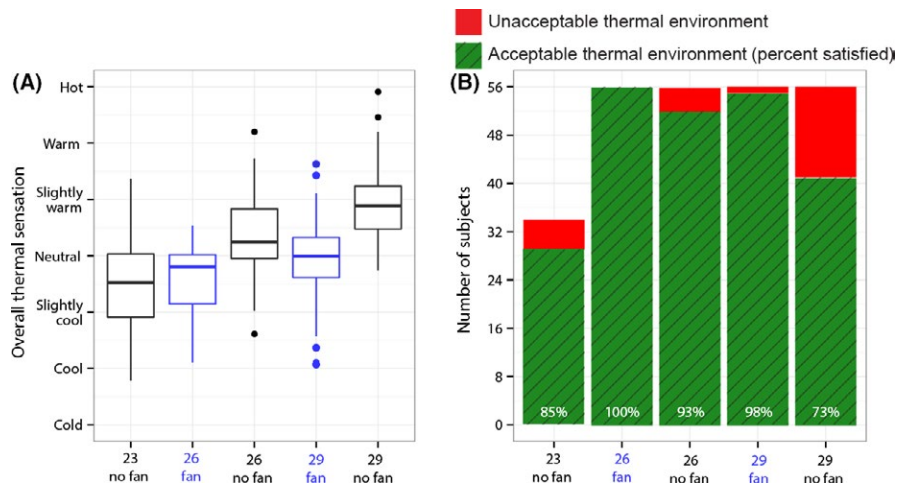 Unacceptable thermal environment
Acceptable thermal environment (percent satisfied)
(A)
Overall thermal sensation
Hot
Warm
Slightly
warm
Neutral
Slightly
cool
Cool
Cold
23
no fan
26
fan
26
no fan
29
fan
29
no fan
(B)
Number of subjects
56
48
40
32
24
16
8
0
85%
100%
93%
98%
73%
23
no fan
26
fan
26
no fan
29
fan
29
no fan